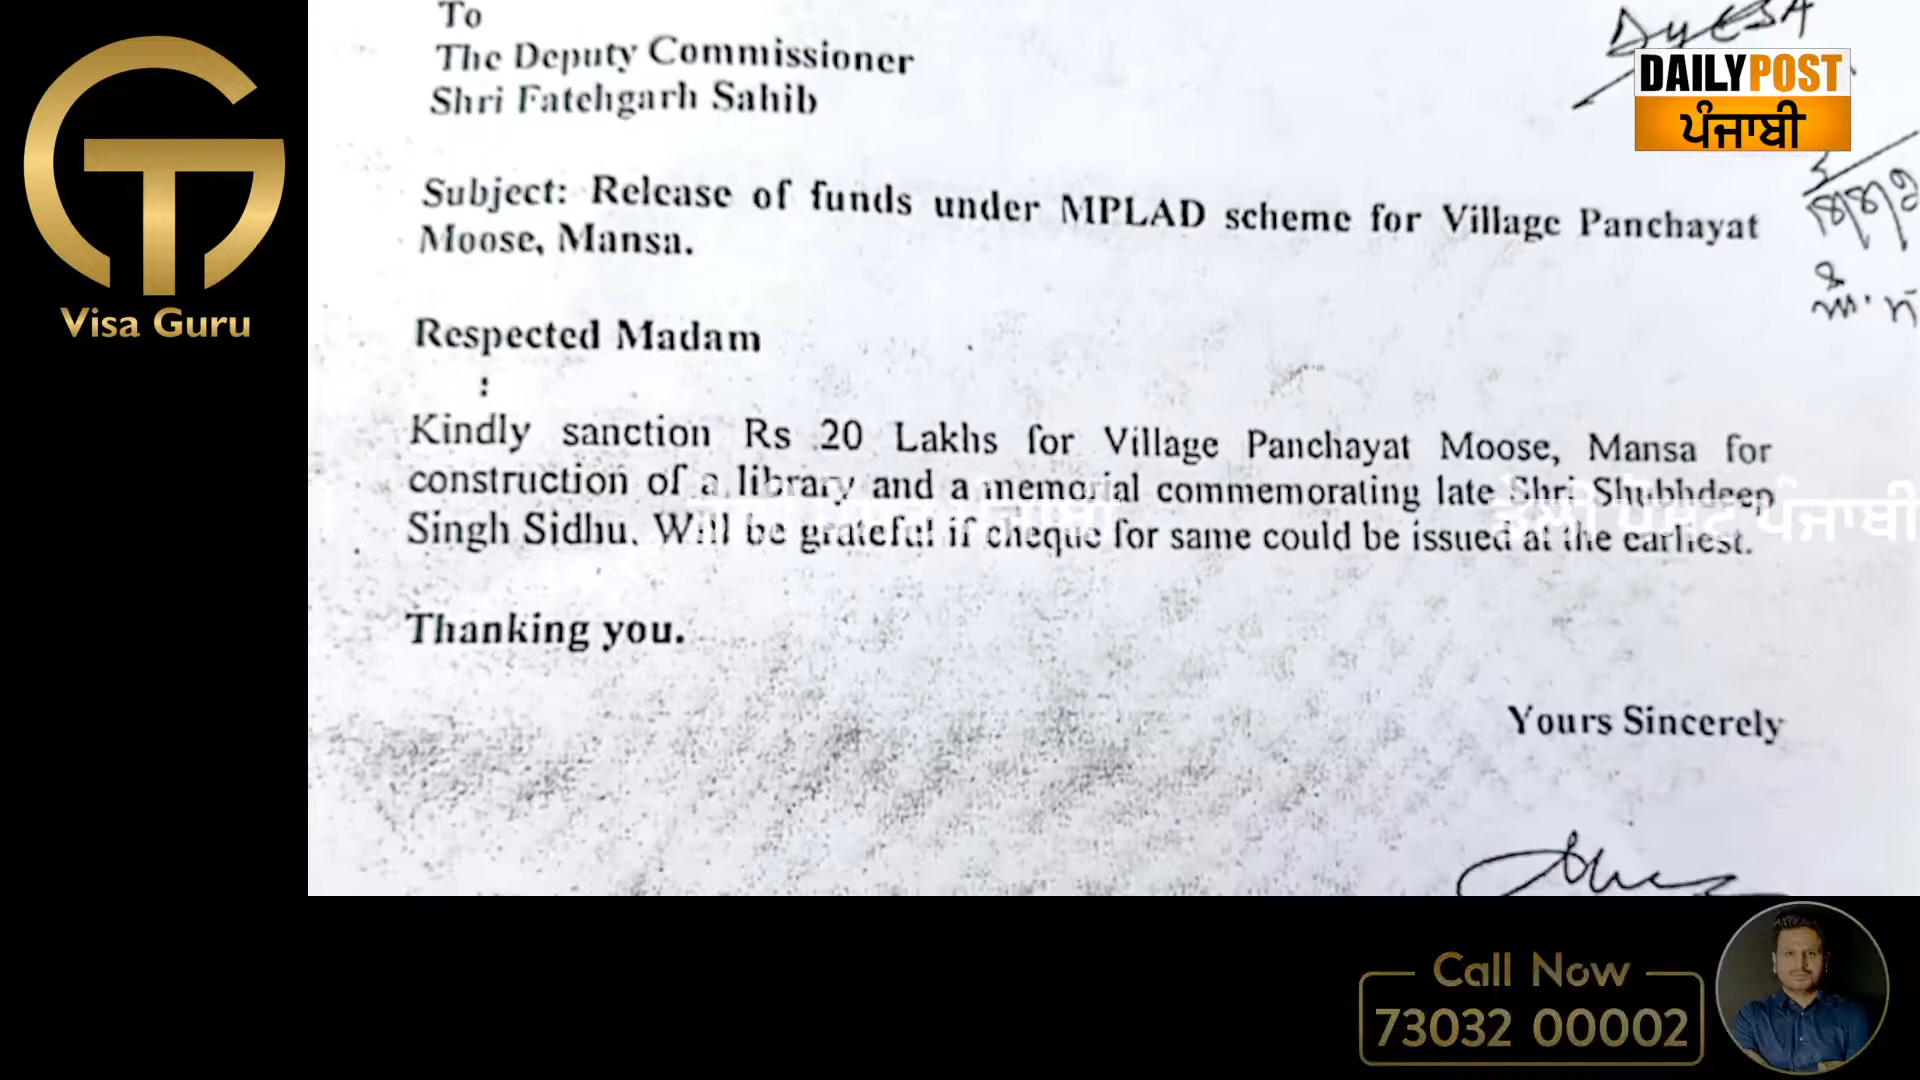 To
The Deputy Commissioner
Shri Fatehgarh Sahib
DAILYPOST
ਪੰਜਾਬੀ
Subject: Release of funds under MPLAD scheme for Village Panchayat
Moose, Mansa.
Visa Guru
Respected Madam
:
Kindly sanction Rs 20 Lakhs for Village Panchayat Moose, Mansa for
construction of a library and a memorial commemorating late Shri Shubhdeep
Singh Sidhu. Will be grateful if cheque for same could be issued at the earliest.
ਡੇਲੀ ਪੋਸਟ ਪੰਜਾਬੀ
Thanking you.
Yours Sincerely
Call Now
73032 00002